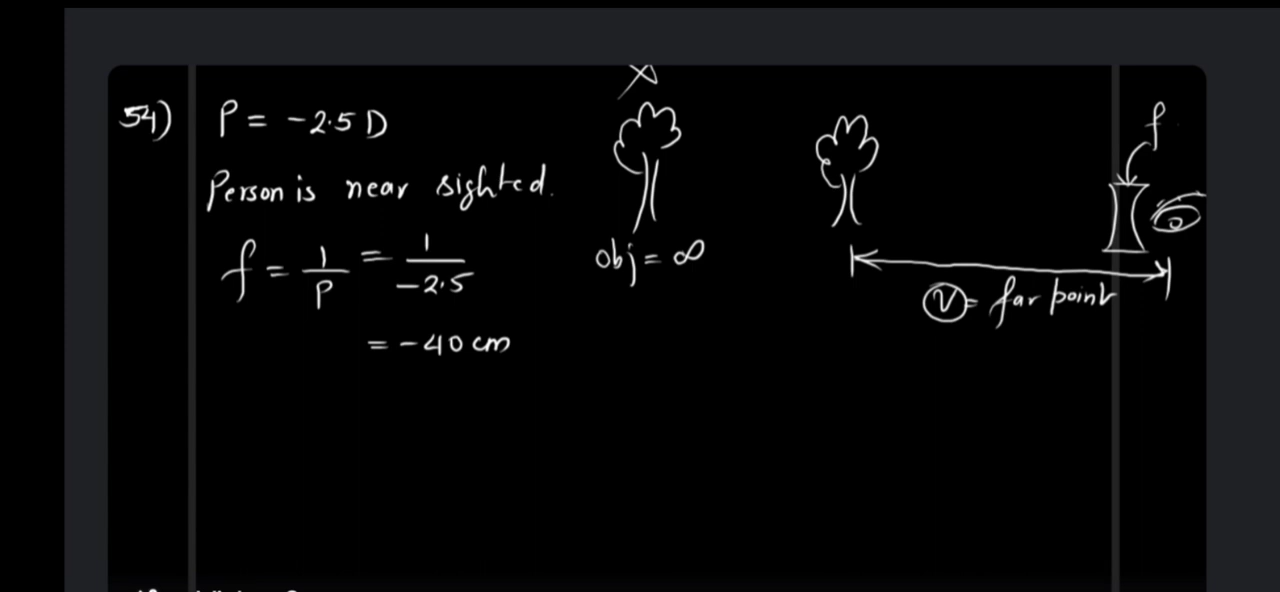 54) P = -2.5 D
Person is near sighted.
f = 1/P = 1/-2.5
= -40 cm
obj = ∞
f
V = far point